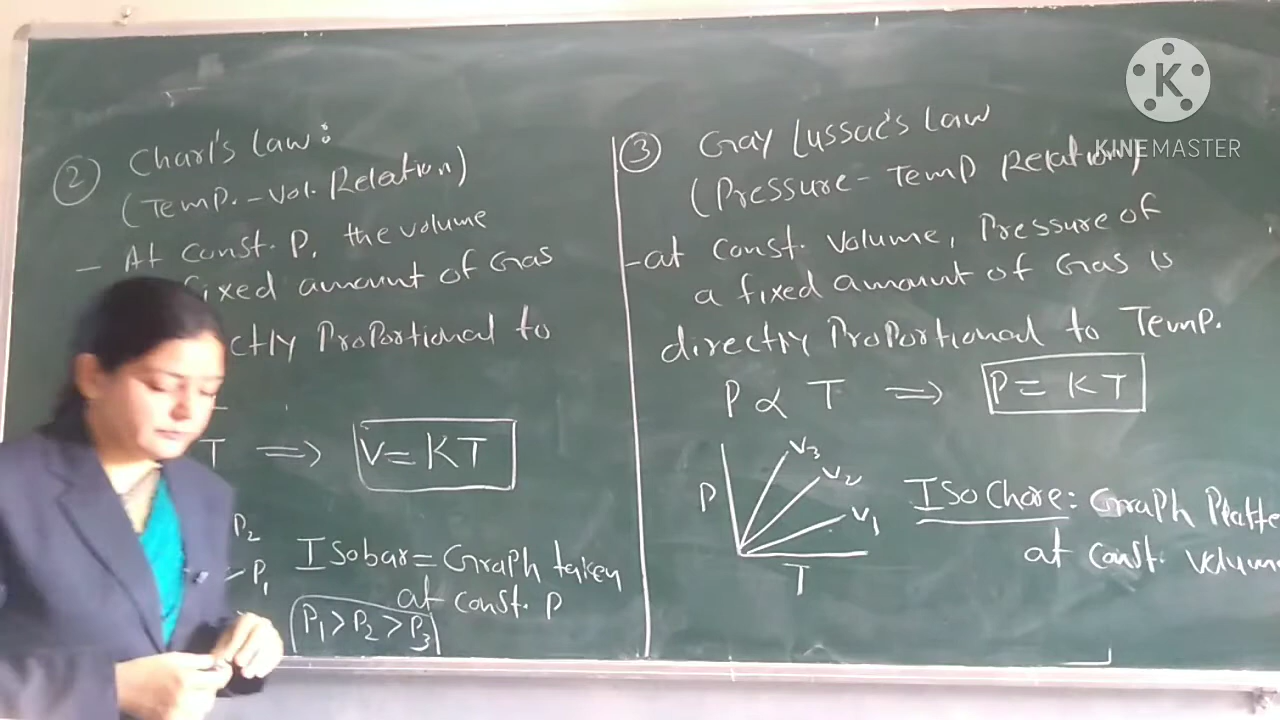 ② Charl's Law:
(Temp. - Vol. Relation)
- At Const. P, the volume
fixed amount of Gas
ctly Proportional to
T ⇒ V = KT
P2
P1
Isobar = Graph taken
at const. P
P1 > P2 > P3
③ Gay Lussac's Law
(Pressure - Temp Relation)
- at Const. Volume, Pressure of
a fixed amount of Gas is
directly Proportional to Temp.
P ∝ T ⇒ P = KT
V3
V2
V1
P
T
IsoChore: Graph Platte
at const. volume
K
KINEMASTER